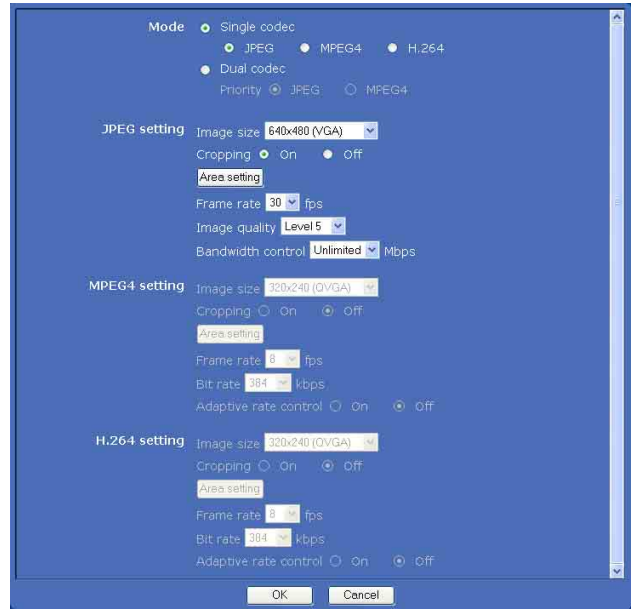 Mode Single codec
JPEG MPEG4 H.264
Dual codec
Priority JPEG MPEG4
JPEG setting Image size 640x480 (VGA)
Cropping On Off
Area setting
Frame rate 30 fps
Image quality Level 5
Bandwidth control Unlimited Mbps
MPEG4 setting Image size 320x240 (QVGA)
Cropping On Off
Area setting
Frame rate 8 fps
Bit rate 384 kbps
Adaptive rate control On Off
H.264 setting Image size 320x240 (QVGA)
Cropping On Off
Area setting
Frame rate 8 fps
Bit rate 384 kbps
Adaptive rate control On Off
OK Cancel